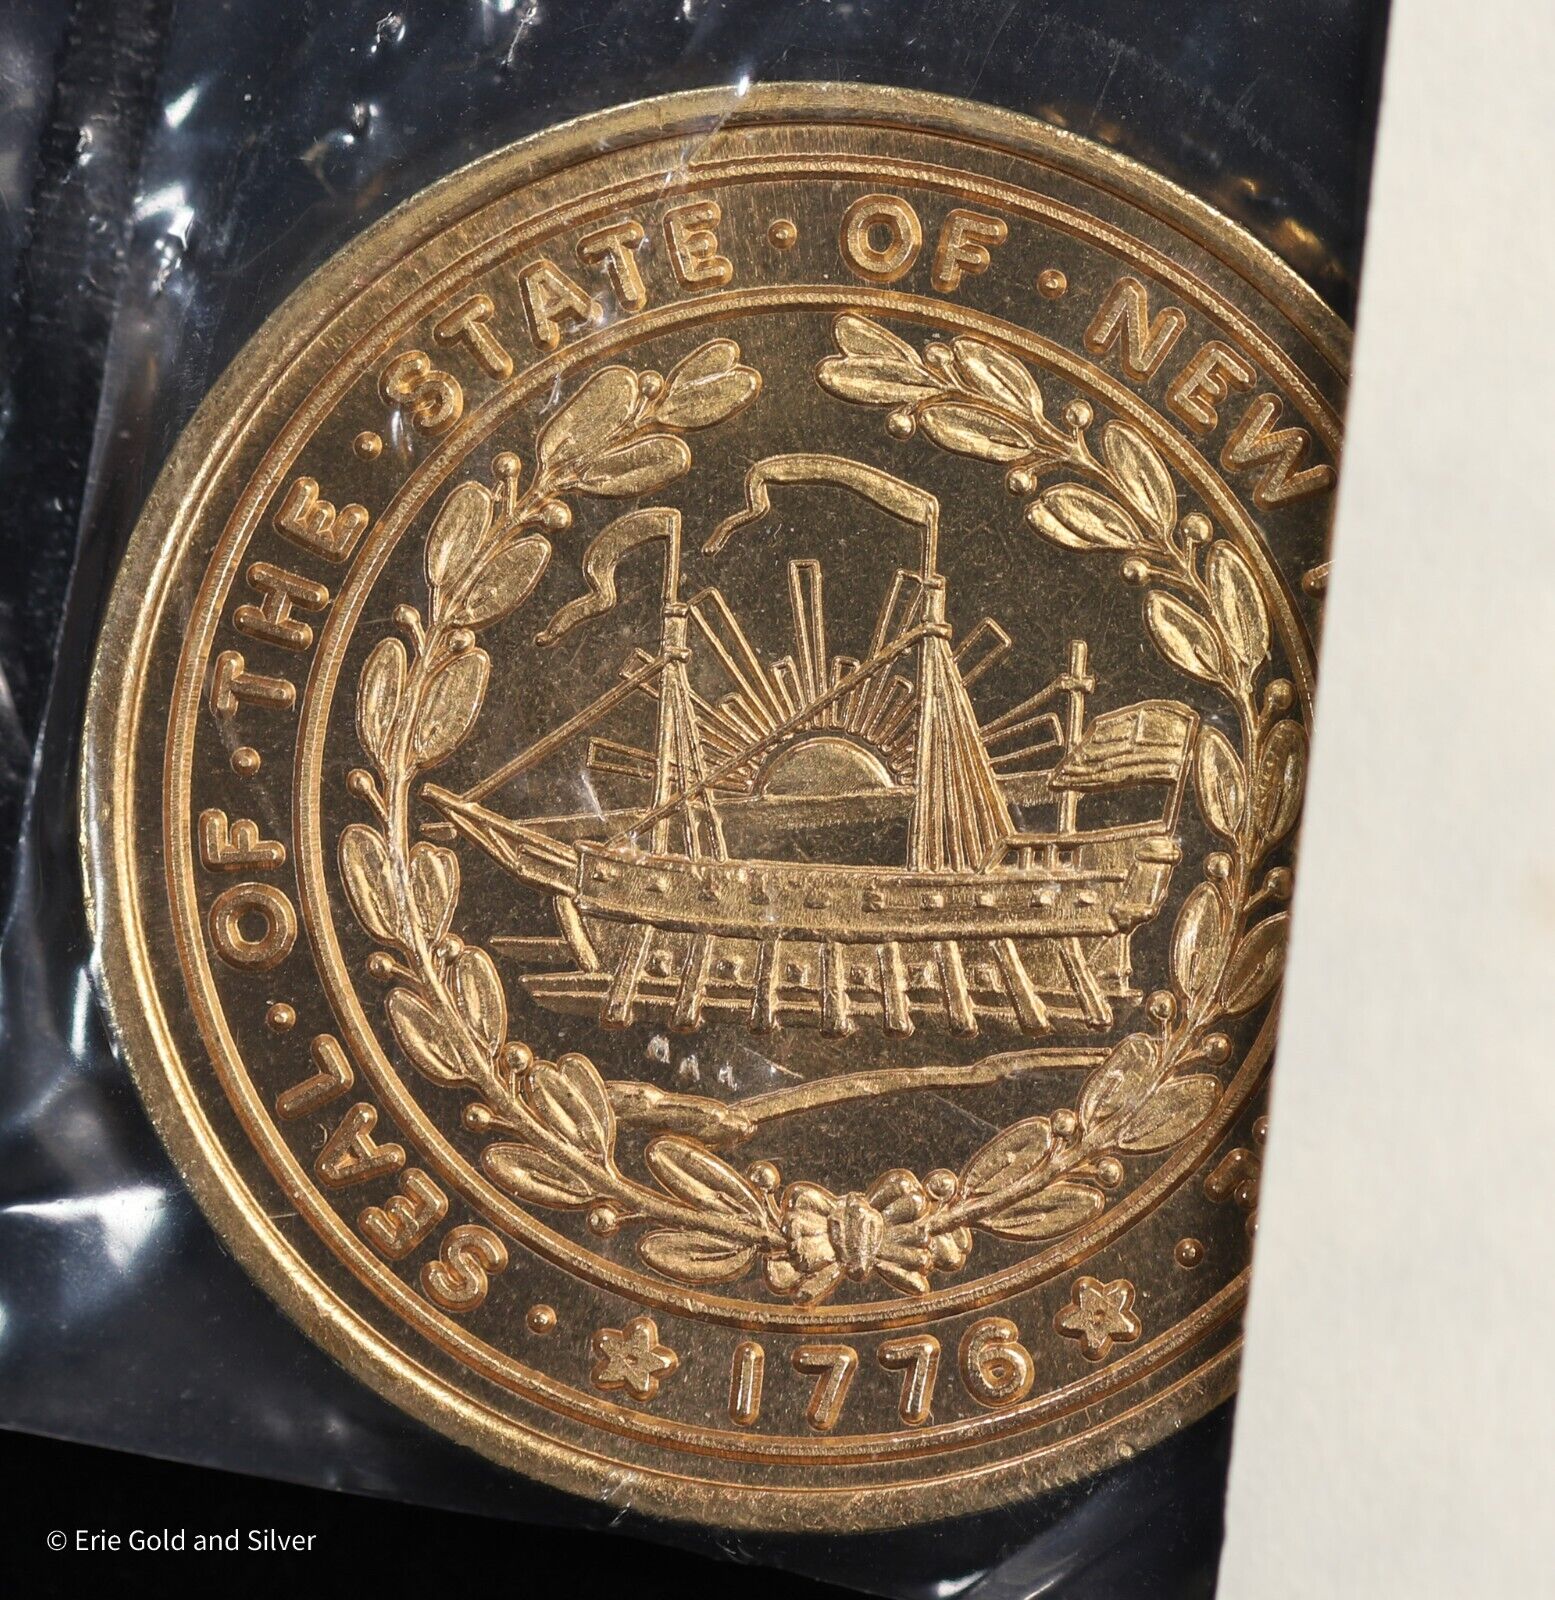 SEAL · OF · THE · STATE · OF · NEW
1776
© Erie Gold and Silver